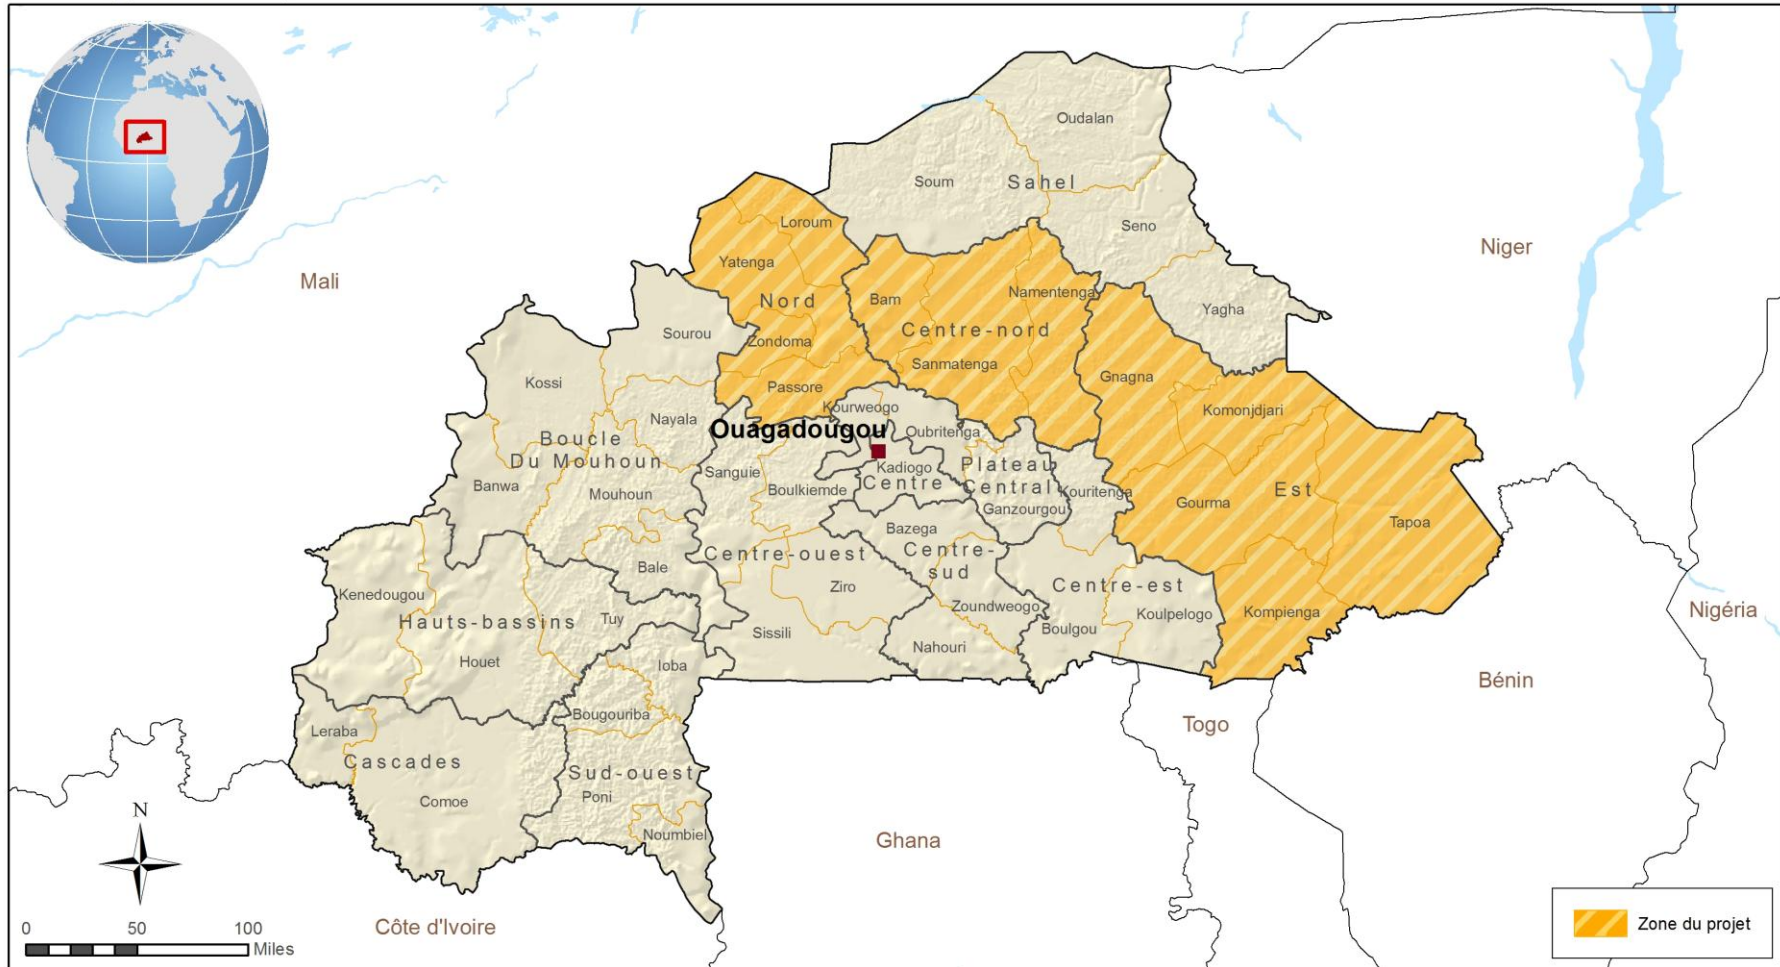 Oudalan
Soum
Sahel
Seno
Loroum
Yatenga
Nord
Bam
Namentenga
Niger
Mali
Yagha
Centre-nord
Sourou
Zondoma
Sanmatenga
Kossi
Passore
Gnagna
Kourweogo
Komonjdjari
Nayala
Ouagadougou
Oubritenga
Boucle
Du Mouhoun
Sanguie
Kadiogo
Plateau
Central
Banwa
Mouhoun
Boulkiemde
Centre
Kouritenga
Est
Gourma
Ganzourgou
Tapoa
Bazega
Centre-ouest
Centre-
sud
Bale
Ziro
Centre-est
Kenedougou
Zoundweogo
Koulpelogo
Kompienga
Nigéria
Hauts-bassins
Tuy
Sissili
Boulgou
Nahouri
Houet
Ioba
Bénin
Bougouriba
Togo
Leraba
Cascades
Sud-ouest
Comoe
Poni
Noumbiel
N
Ghana
Côte d'Ivoire
0 50 100
Miles
Zone du projet